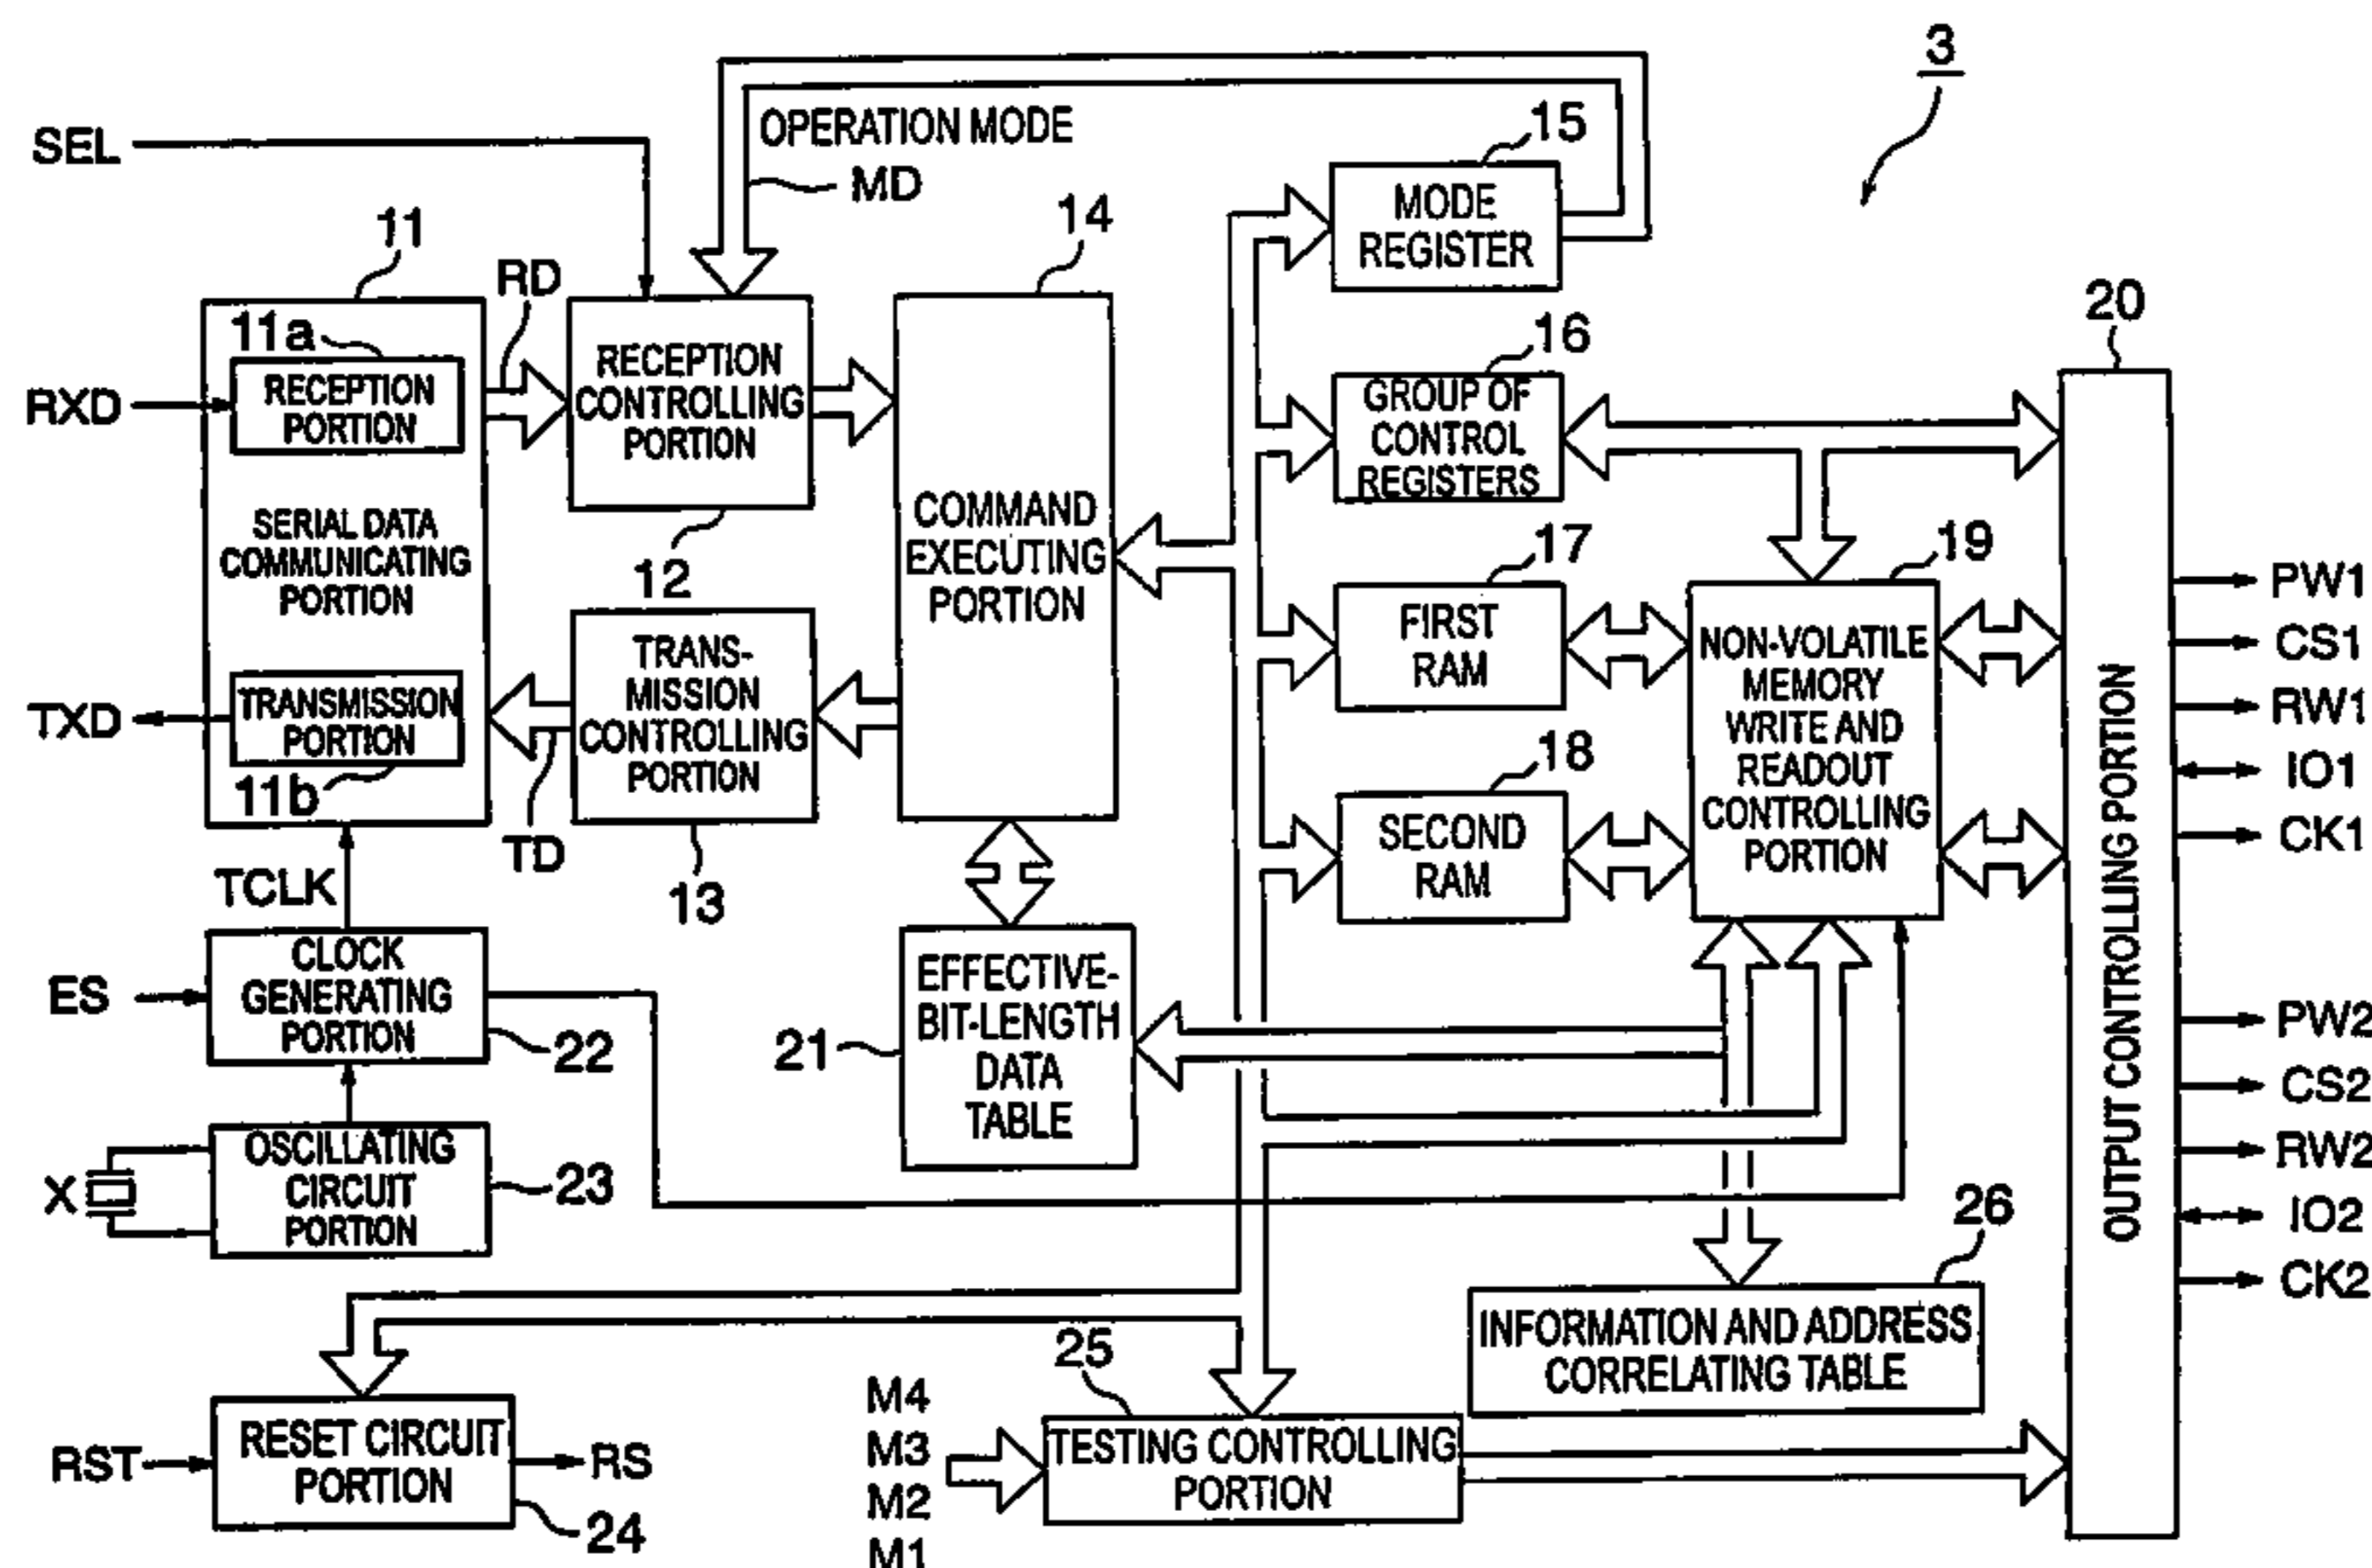 3
SEL
OPERATION MODE
MD
15
MODE
REGISTER
11
RD
14
20
11a
RECEPTION
PORTION
RXD
RECEPTION
CONTROLLING
PORTION
12
16
GROUP OF
CONTROL
REGISTERS
SERIAL DATA
COMMUNICATING
PORTION
COMMAND
EXECUTING
PORTION
17
FIRST
RAM
19
NON-VOLATILE
MEMORY
WRITE AND
READOUT
CONTROLLING
PORTION
TXD
TRANSMISSION
PORTION
11b
TRANS-
MISSION
CONTROLLING
PORTION
TD
13
18
SECOND
RAM
OUTPUT CONTROLLING PORTION
PW1
CS1
RW1
IO1
CK1
PW2
CS2
RW2
IO2
CK2
TCLK
ES
CLOCK
GENERATING
PORTION
22
21
EFFECTIVE-
BIT-LENGTH
DATA
TABLE
X
OSCILLATING
CIRCUIT
PORTION
23
26
INFORMATION AND ADDRESS
CORRELATING TABLE
RST
RESET CIRCUIT
PORTION
RS
24
25
M4
M3
M2
M1
TESTING CONTROLLING
PORTION